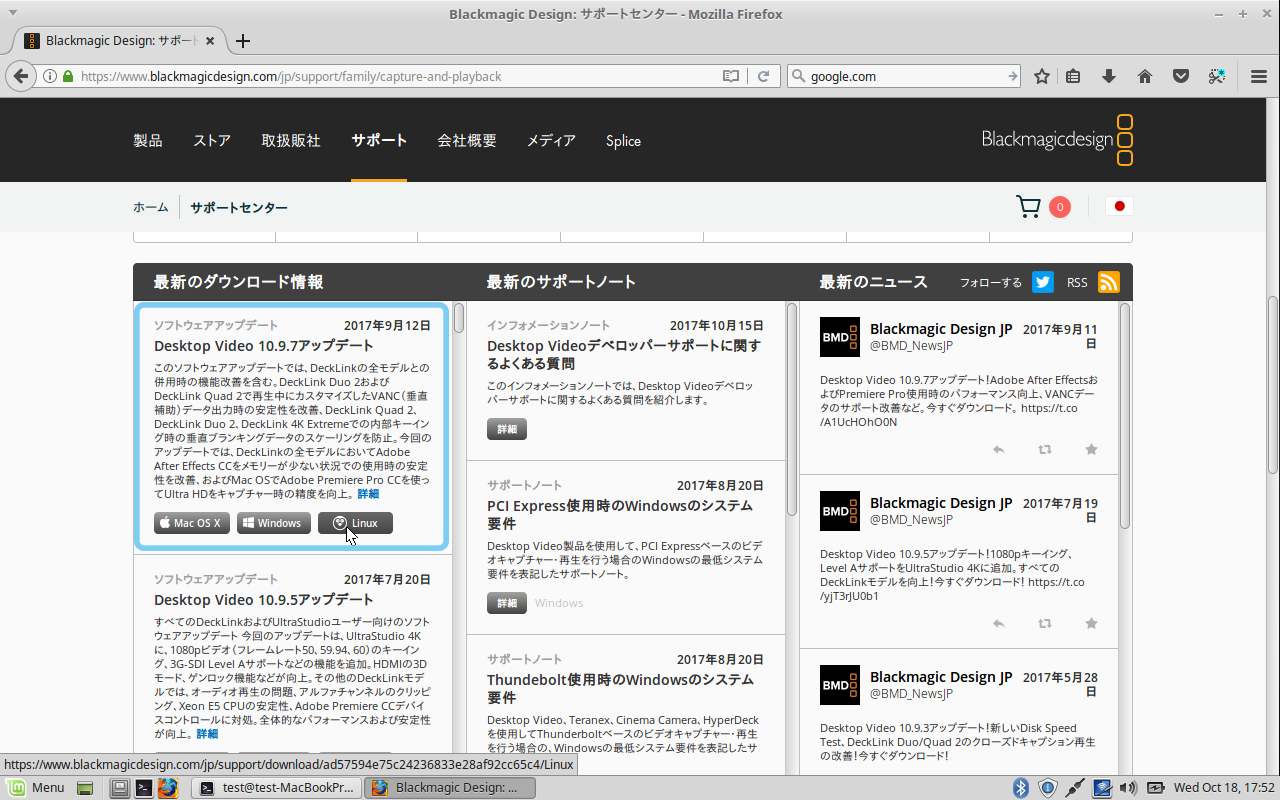 Blackmagic Design: サポートセンター - Mozilla Firefox
Blackmagic Design: サポート
https://www.blackmagicdesign.com/jp/support/family/capture-and-playback
google.com
製品 ストア 取扱販社 サポート 会社概要 メディア Splice
Blackmagicdesign
ホーム サポートセンター
0
最新のダウンロード情報
ソフトウェアアップデート 2017年9月12日
Desktop Video 10.9.7アップデート
このソフトウェアアップデートでは、DeckLinkの全モデルとの
併用時の機能改善を含む。DeckLink Duo 2および
DeckLink Quad 2で再生中にカスタマイズしたVANC（垂直
補助）データ出力時の安定性を改善、DeckLink Quad 2、
DeckLink Duo 2、DeckLink 4K Extremeでの内部キーイン
グ時の垂直ブランキングデータのスケーリングを防止。今回の
アップデートでは、DeckLinkの全モデルにおいてAdobe
After Effects CCをメモリーが少ない状況での使用時の安定
性を改善、およびMac OSでAdobe Premiere Pro CCを使っ
てUltra HDをキャプチャー時の精度を向上。 詳細
Mac OS X Windows Linux
ソフトウェアアップデート 2017年7月20日
Desktop Video 10.9.5アップデート
すべてのDeckLinkおよびUltraStudioユーザー向けのソフト
ウェアアップデート 今回のアップデートは、UltraStudio 4K
に、1080pビデオ（フレームレート50、59.94、60）のキーイ
ング、3G-SDI Level Aサポートなどの機能を追加。HDMIの3D
モード、ゲンロック機能などが向上。その他のDeckLinkモデ
ルでは、オーディオ再生の問題、アルファチャンネルのクリッピ
ング、Xeon E5 CPUの安定性、Adobe Premiere CCデバイ
スコントロールに対処。全体的なパフォーマンスおよび安定性
が向上。 詳細
最新のサポートノート
インフォメーションノート 2017年10月15日
Desktop Videoデベロッパーサポートに関す
るよくある質問
このインフォメーションノートでは、Desktop Videoデベロッ
パーサポートに関するよくある質問を紹介します。
詳細
サポートノート 2017年8月20日
PCI Express使用時のWindowsのシステム
要件
Desktop Video製品を使用して、PCI Expressベースのビデ
オキャプチャー・再生を行う場合のWindowsの最低システム
要件を表記したサポートノート。
詳細 Windows
サポートノート 2017年8月20日
Thundebolt使用時のWindowsのシステム
要件
Desktop Video、Teranex、Cinema Camera、HyperDeck
を使用してThunderboltベースのビデオキャプチャー・再生
を行う場合の、Windowsの最低システム要件を表記したサ
最新のニュース フォローする RSS
BMD
Blackmagic Design JP 2017年9月11
日
@BMD_NewsJP
Desktop Video 10.9.7アップデート！Adobe After Effectsお
よびPremiere Pro使用時のパフォーマンス向上、VANCデー
タのサポート改善など。今すぐダウンロード。 https://t.co
/A1UcHOhO0N
BMD
Blackmagic Design JP 2017年7月19
日
@BMD_NewsJP
Desktop Video 10.9.5アップデート！1080pキーイング、
Level AサポートをUltraStudio 4Kに追加。すべての
DeckLinkモデルを向上！今すぐダウンロード！ https://t.co
/yjT3rJU0b1
BMD
Blackmagic Design JP 2017年5月28
日
@BMD_NewsJP
Desktop Video 10.9.3アップデート！新しいDisk Speed
Test、DeckLink Duo/Quad 2のクローズドキャプション再生
の改善！今すぐダウンロード！
https://www.blackmagicdesign.com/jp/support/download/ad57594e75c24236833e28af92cc65c4/Linux
Menu test@test-MacBookPr... Blackmagic Design: ... Wed Oct 18, 17:52